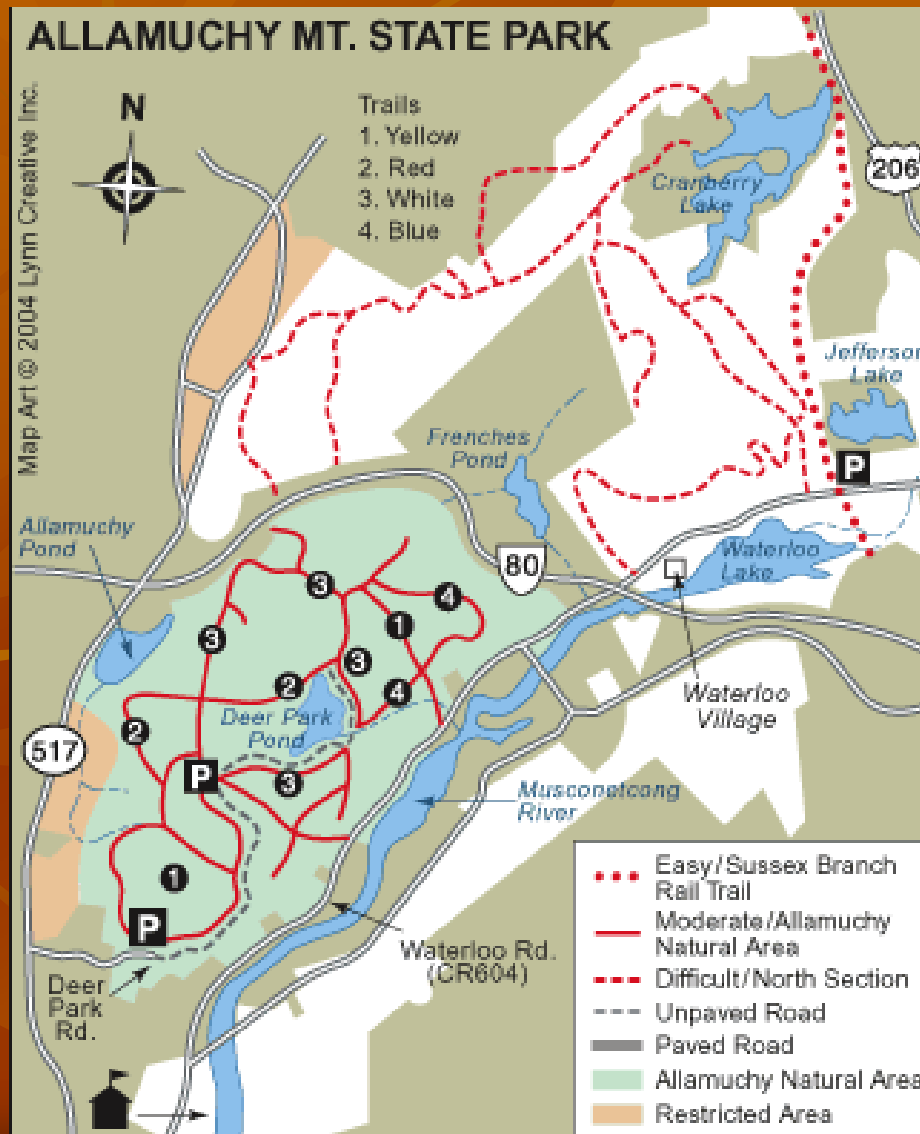 ALLAMUCHY MT. STATE PARK
Map Art © 2004 Lynn Creative Inc.
N
Trails
1. Yellow
2. Red
3. White
4. Blue
206
Cranberry
Lake
Jefferson
Lake
P
Frenches
Pond
Allamuchy
Pond
80
Waterloo
Lake
3
4
1
3
3
2
4
Waterloo
Village
Deer Park
Pond
2
517
P
3
Musconetcong
River
1
P
Waterloo Rd.
(CR604)
Deer
Park
Rd.
Easy/Sussex Branch
Rail Trail
Moderate/Allamuchy
Natural Area
Difficult/North Section
Unpaved Road
Paved Road
Allamuchy Natural Area
Restricted Area